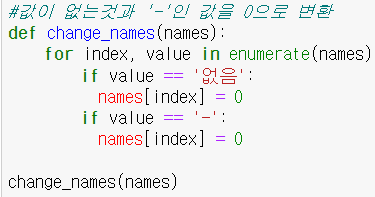 #값이 없는것과 '-'인 값을 0으로 변환
def change_names(names):
    for index, value in enumerate(names)
        if value == '없음':
          names[index] = 0
        if value == '-':
          names[index] = 0

change_names(names)